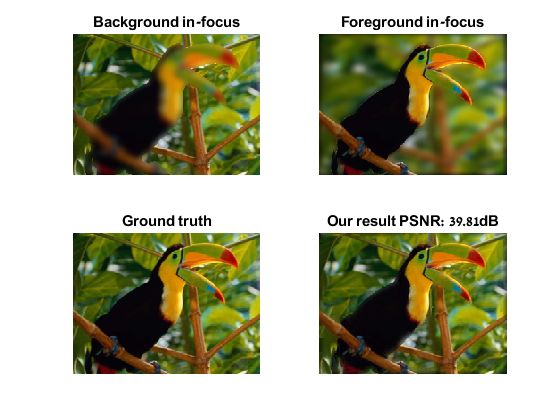 Background in-focus
Foreground in-focus
Ground truth
Our result PSNR: 39.81dB